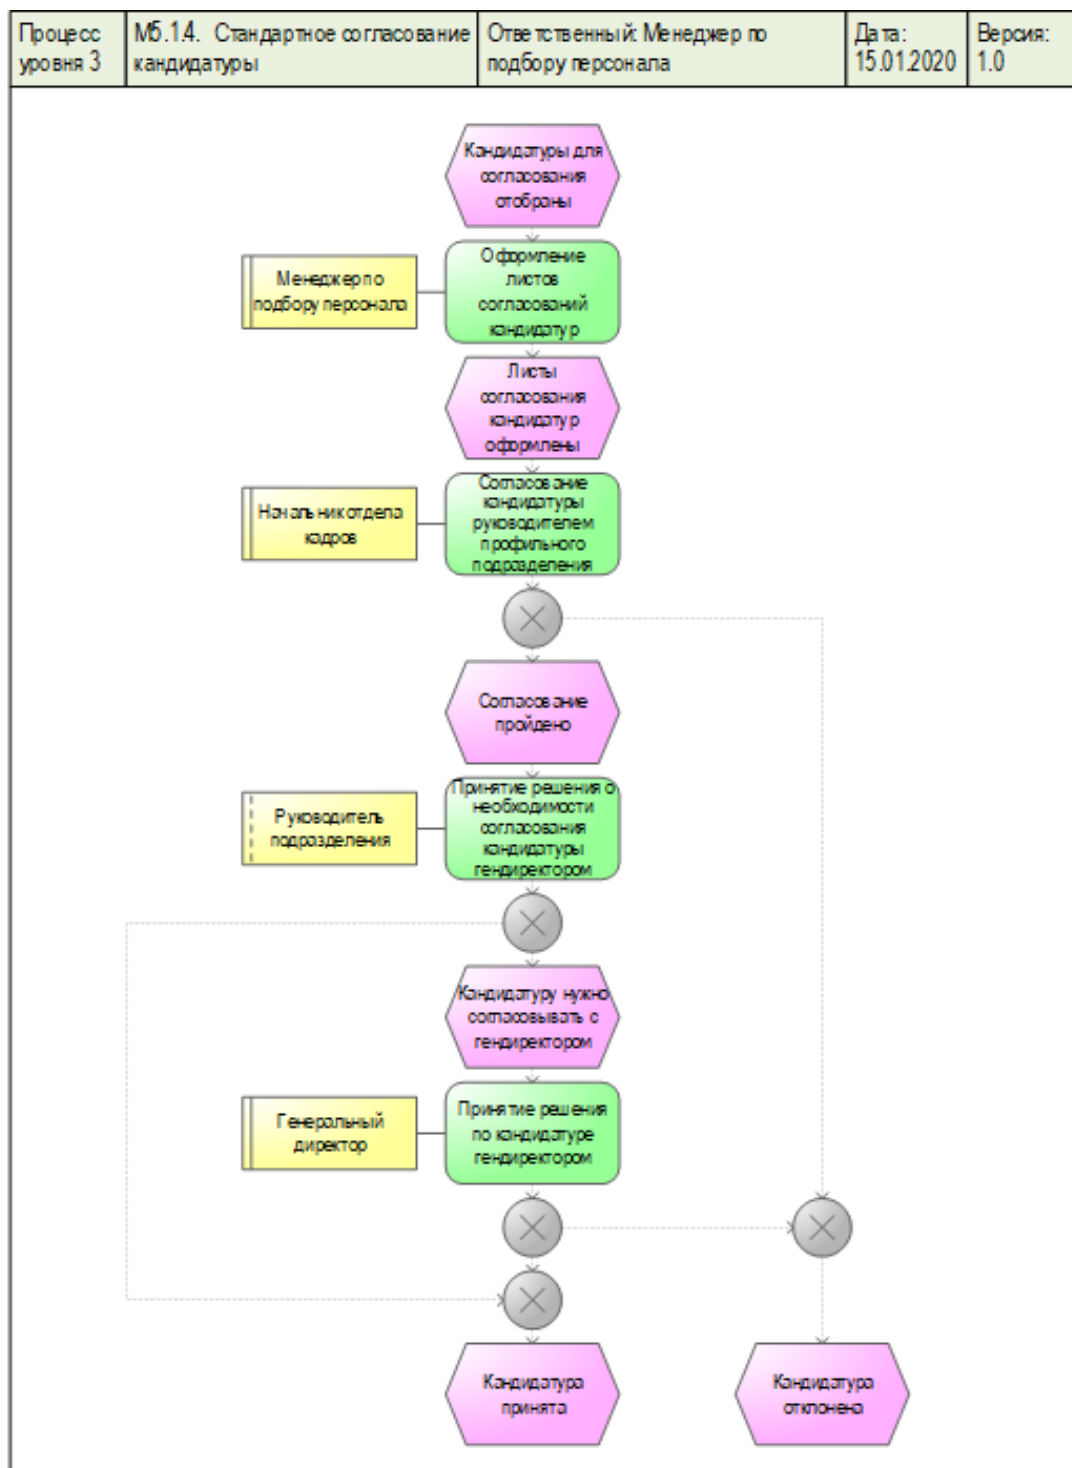 Процесс
уровня 3
М5.1.4. Стандартное согласование
кандидатуры
Ответственный: Менеджер по
подбору персонала
Дата:
15.01.2020
Версия:
1.0
Кандидатуры для
согласования
отобраны
Менеджер по
подбору персонала
Оформление
листов
согласований
кандидатур
Листы
согласования
кандидатур
оформлены
Начальник отдела
кадров
Согласование
кандидатуры
руководителем
профильного
подразделения
Согласование
пройдено
Руководитель
подразделения
Принятие решения о
необходимости
согласования
кандидатуры
гендиректором
Кандидатуру нужно
согласовывать с
гендиректором
Генеральный
директор
Принятие решения
по кандидатуре
гендиректором
Кандидатура
принята
Кандидатура
отклонена